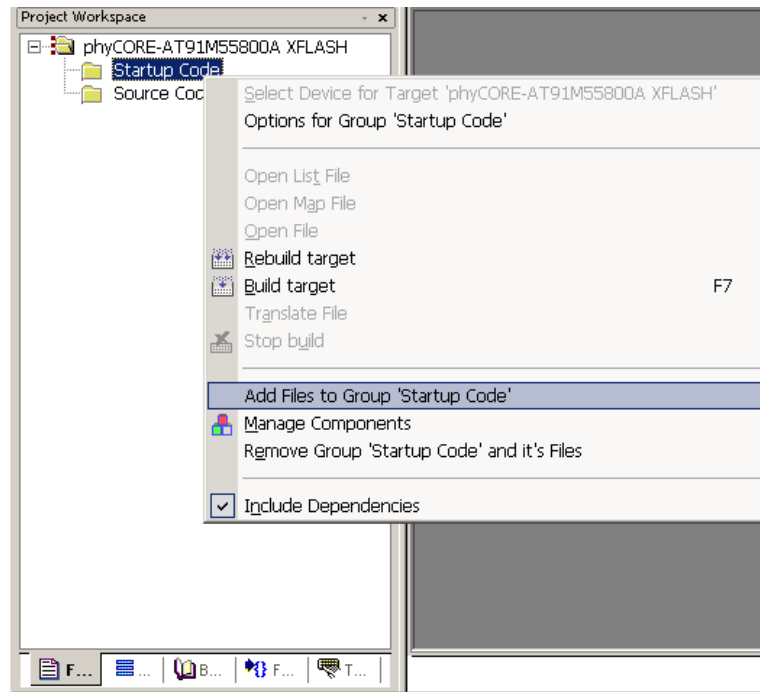 Project Workspace
phyCORE-AT91M55800A XFLASH
Startup Code
Source Coc
Select Device for Target 'phyCORE-AT91M55800A XFLASH'
Options for Group 'Startup Code'
Open List File
Open Map File
Open File
Rebuild target
Build target F7
Translate File
Stop build
Add Files to Group 'Startup Code'
Manage Components
Remove Group 'Startup Code' and it's Files
Include Dependencies
F... ... B... F... T...